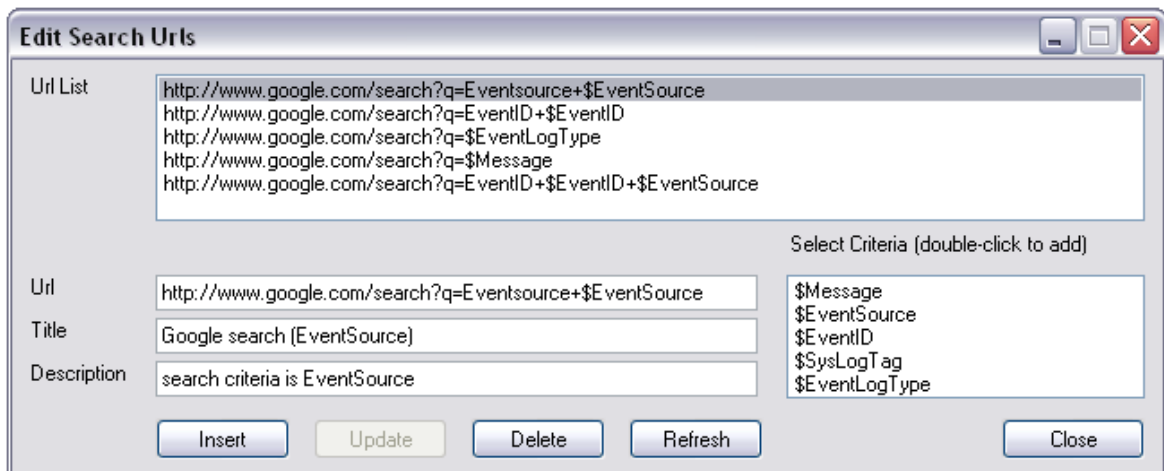 Edit Search Urls
Url List
http://www.google.com/search?q=Eventsource+$EventSource
http://www.google.com/search?q=EventID+$EventID
http://www.google.com/search?q=$EventLogType
http://www.google.com/search?q=$Message
http://www.google.com/search?q=EventID+$EventID+$EventSource
Select Criteria (double-click to add)
Url
http://www.google.com/search?q=Eventsource+$EventSource
Title
Google search (EventSource)
Description
search criteria is EventSource
$Message
$EventSource
$EventID
$SysLogTag
$EventLogType
Insert
Update
Delete
Refresh
Close